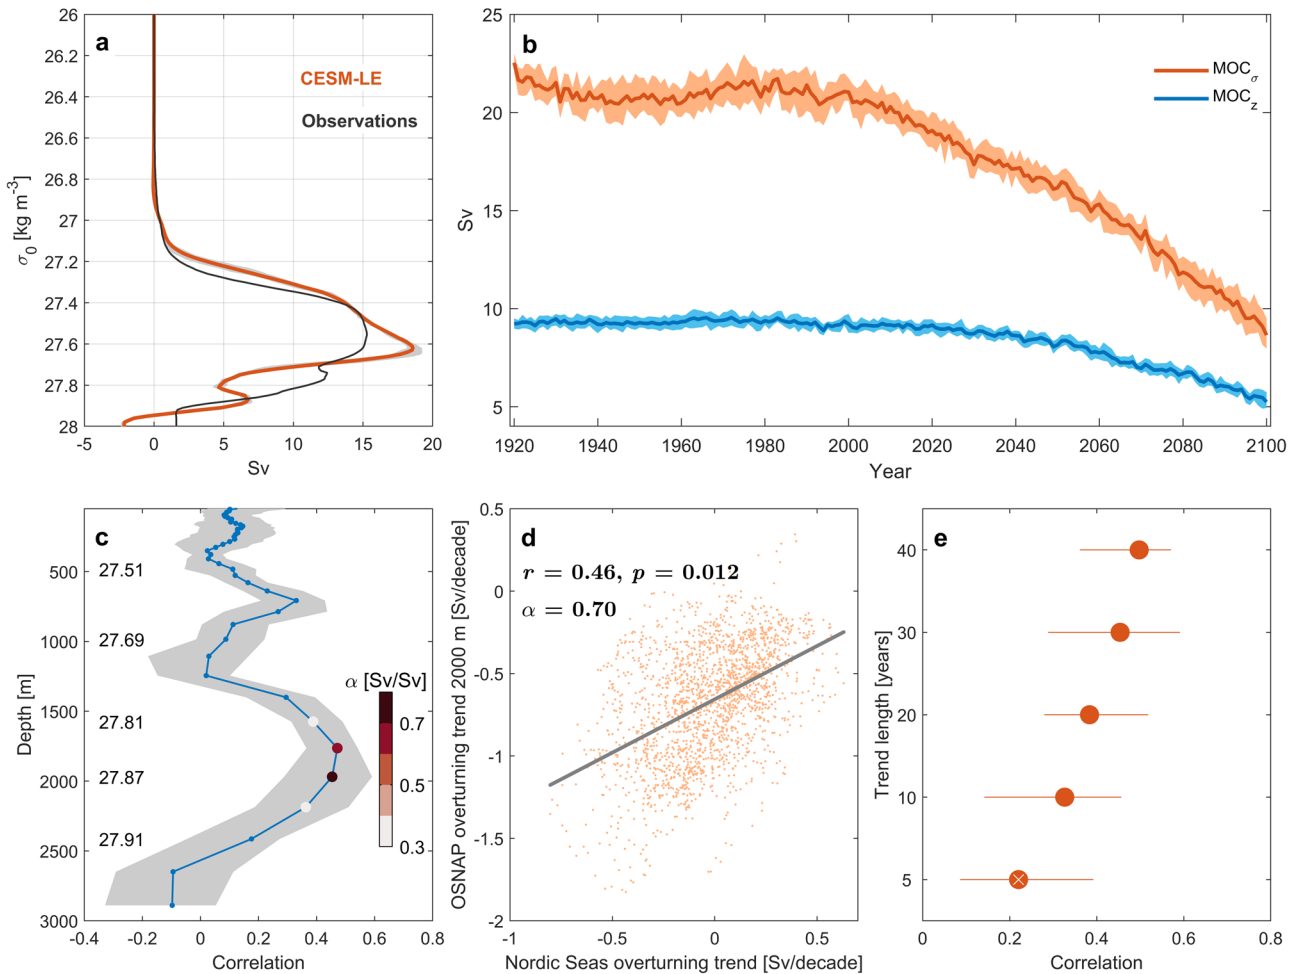 a
CESM-LE
Observations
26
26.2
26.4
26.6
26.8
27
27.2
27.4
27.6
27.8
28
σ0 [kg m-3]
-5 0 5 10 15 20
Sv
b
MOCσ
MOCz
25
20
15
10
5
Sv
1920 1940 1960 1980 2000 2020 2040 2060 2080 2100
Year
c
500
1000
1500
2000
2500
3000
Depth [m]
27.51
27.69
27.81
27.87
27.91
α [Sv/Sv]
0.7
0.5
0.3
-0.4 -0.2 0 0.2 0.4 0.6 0.8
Correlation
d
r = 0.46, p = 0.012
α = 0.70
0.5
0
-0.5
-1
-1.5
-2
OSNAP overturning trend 2000 m [Sv/decade]
-1 -0.5 0 0.5
Nordic Seas overturning trend [Sv/decade]
e
40
30
20
10
5
Trend length [years]
0 0.2 0.4 0.6 0.8
Correlation